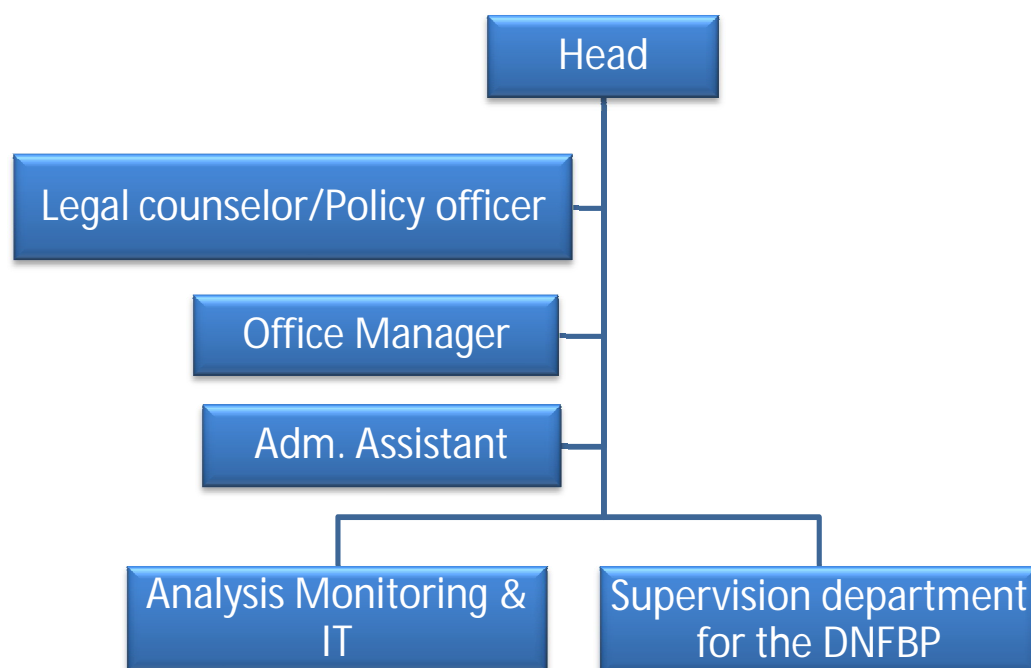 Head
Legal counselor/Policy officer
Office Manager
Adm. Assistant
Analysis Monitoring &
IT
Supervision department
for the DNFBP